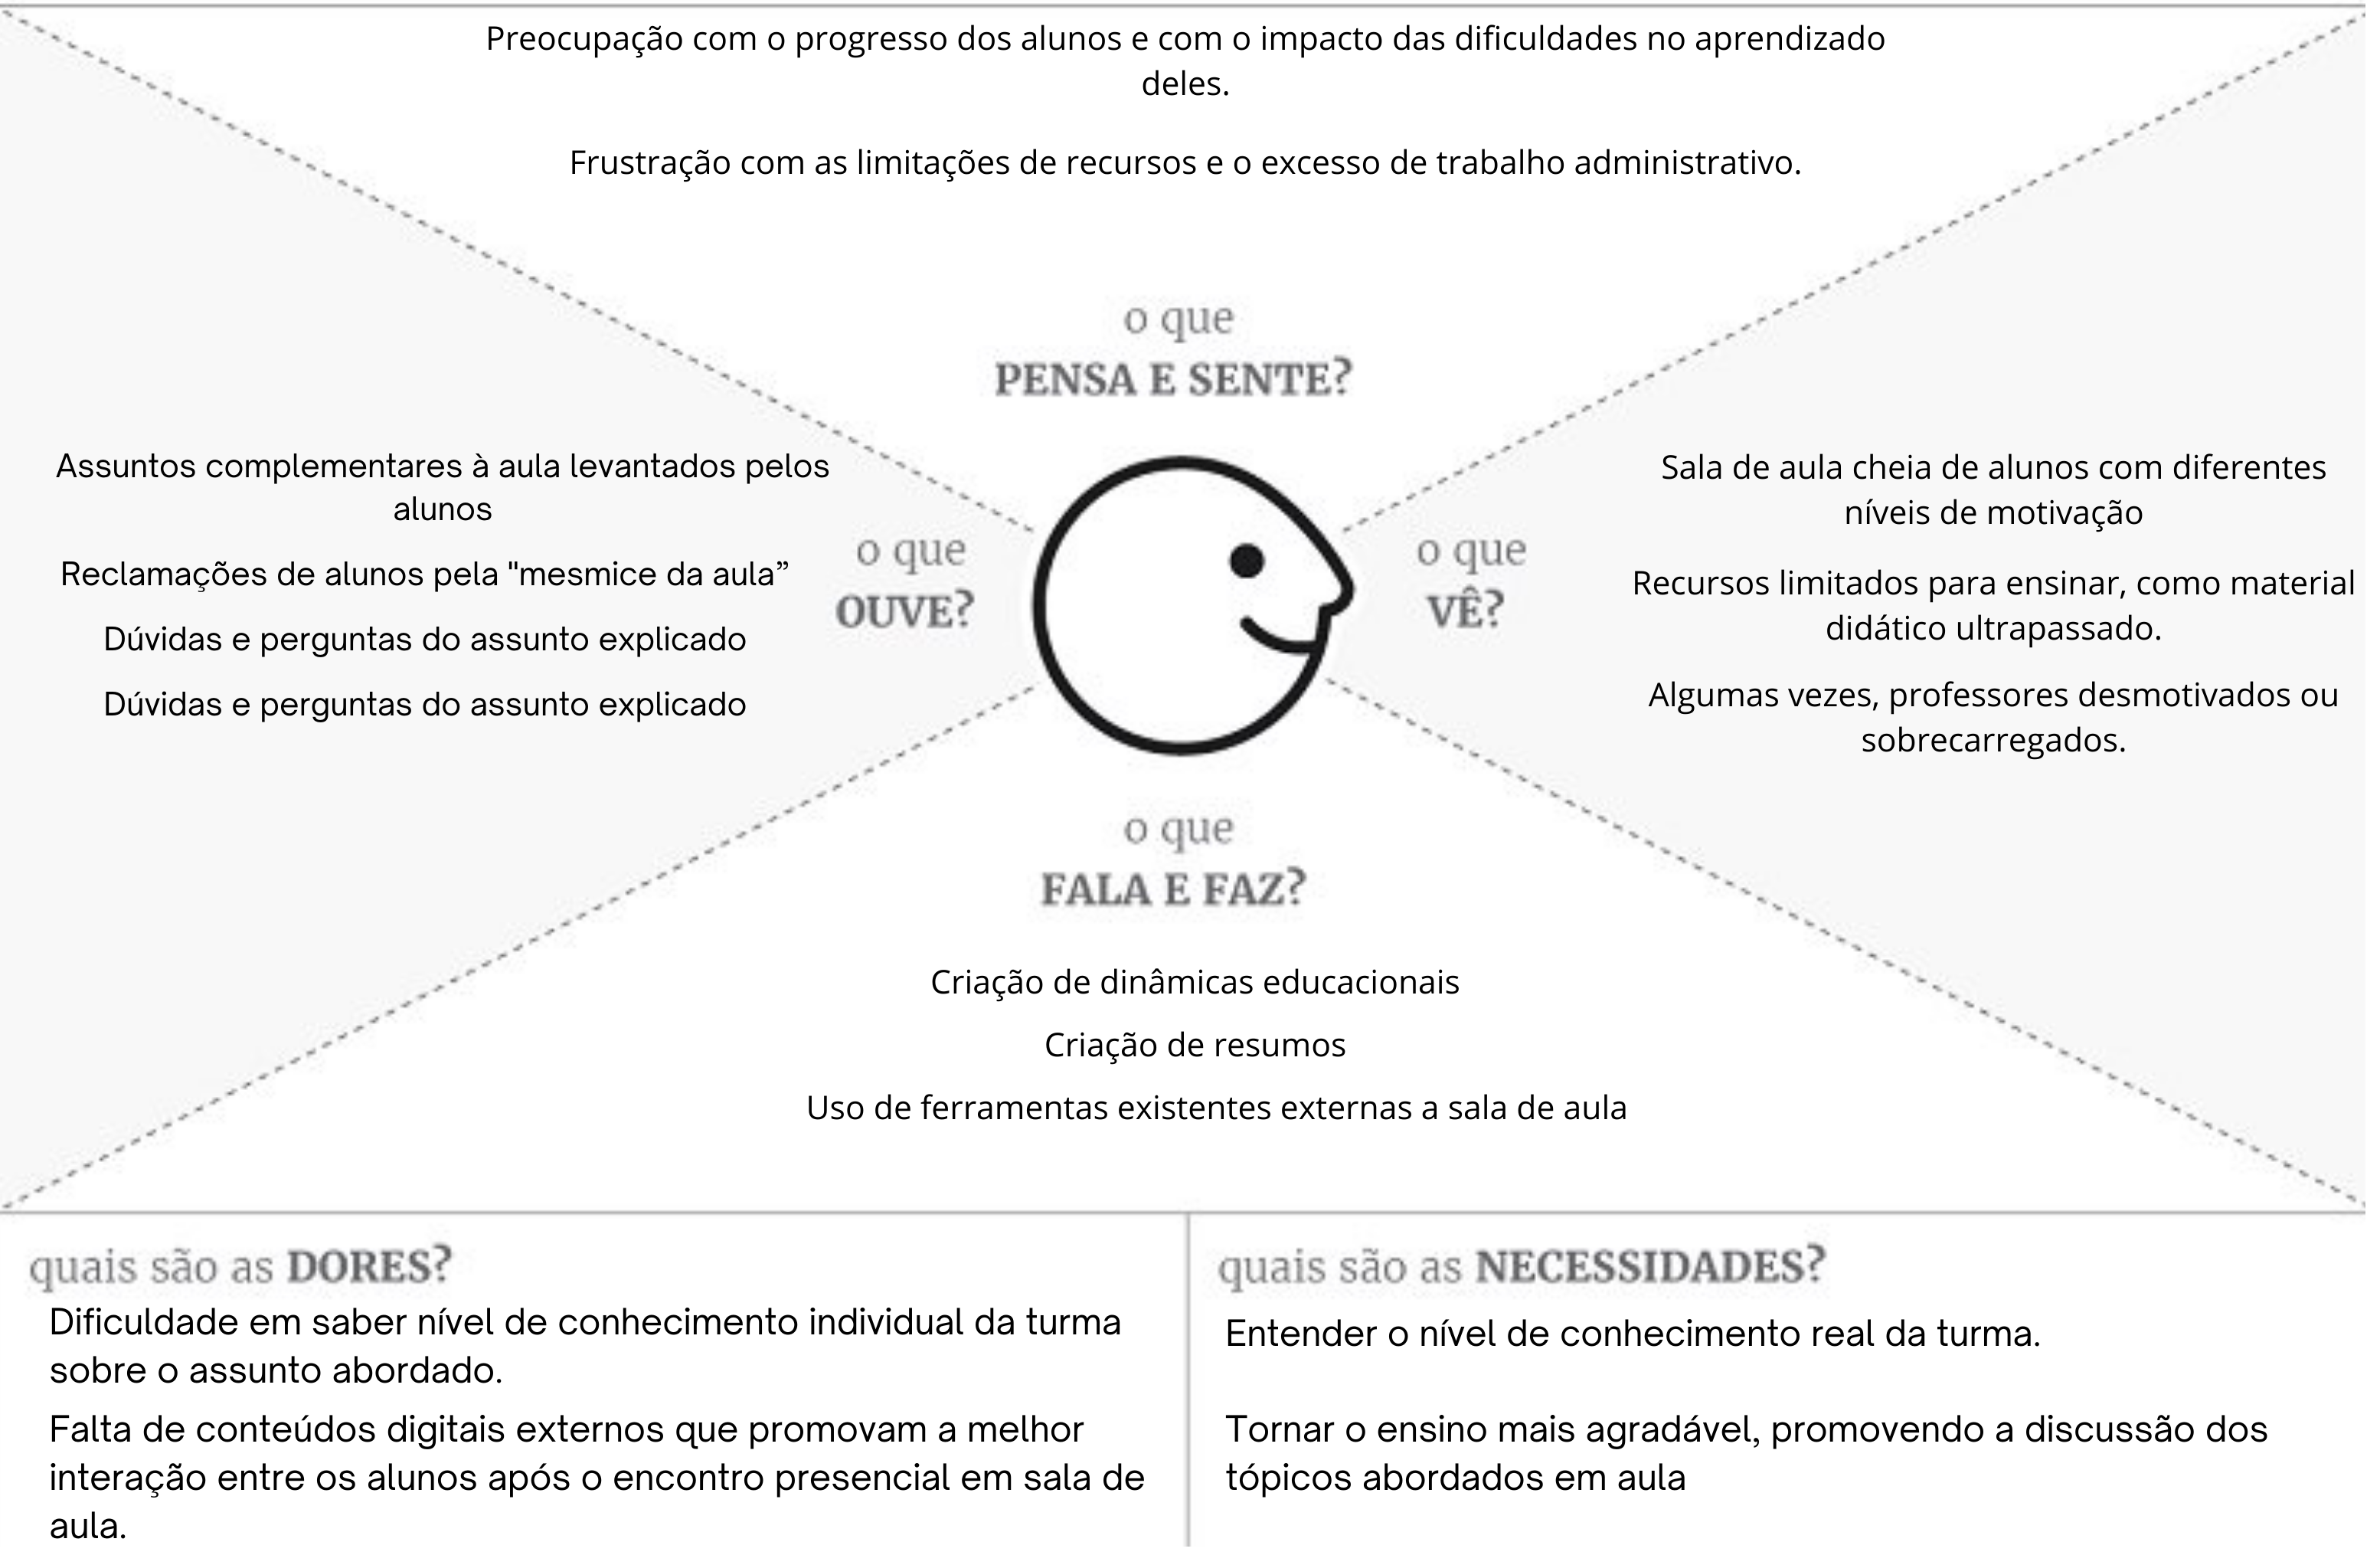 Preocupação com o progresso dos alunos e com o impacto das dificuldades no aprendizado
deles.
Frustração com as limitações de recursos e o excesso de trabalho administrativo.
o que
PENSA E SENTE?
Assuntos complementares à aula levantados pelos
alunos
Reclamações de alunos pela "mesmice da aula”
Dúvidas e perguntas do assunto explicado
Dúvidas e perguntas do assunto explicado
o que
OUVE?
o que
VÊ?
Sala de aula cheia de alunos com diferentes
níveis de motivação
Recursos limitados para ensinar, como material
didático ultrapassado.
Algumas vezes, professores desmotivados ou
sobrecarregados.
o que
FALA E FAZ?
Criação de dinâmicas educacionais
Criação de resumos
Uso de ferramentas existentes externas a sala de aula
quais são as DORES?
Dificuldade em saber nível de conhecimento individual da turma
sobre o assunto abordado.
Falta de conteúdos digitais externos que promovam a melhor
interação entre os alunos após o encontro presencial em sala de
aula.
quais são as NECESSIDADES?
Entender o nível de conhecimento real da turma.
Tornar o ensino mais agradável, promovendo a discussão dos
tópicos abordados em aula